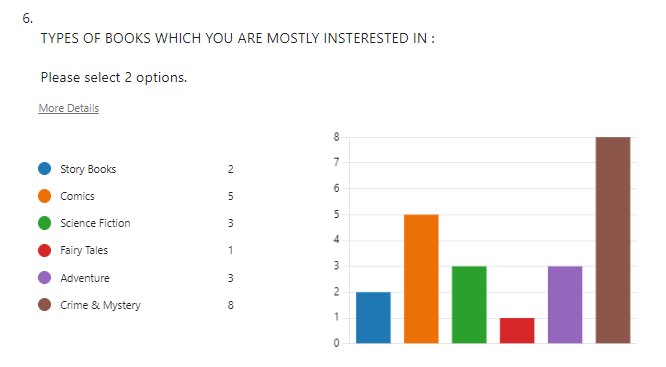 6.
TYPES OF BOOKS WHICH YOU ARE MOSTLY INSTERESTED IN :
Please select 2 options.
More Details
Story Books 2
Comics 5
Science Fiction 3
Fairy Tales 1
Adventure 3
Crime & Mystery 8
8
7
6
5
4
3
2
1
0